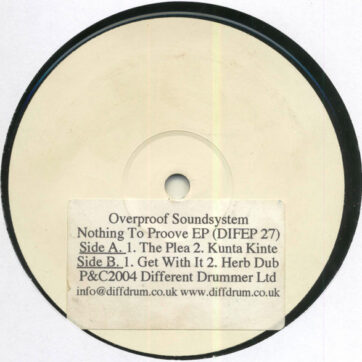 Overproof Soundsystem
Nothing To Proove EP (DIFEP 27)
Side A. 1. The Plea 2. Kunta Kinte
Side B. 1. Get With It 2. Herb Dub
P&C2004 Different Drummer Ltd
info@diffdrum.co.uk www.diffdrum.co.uk